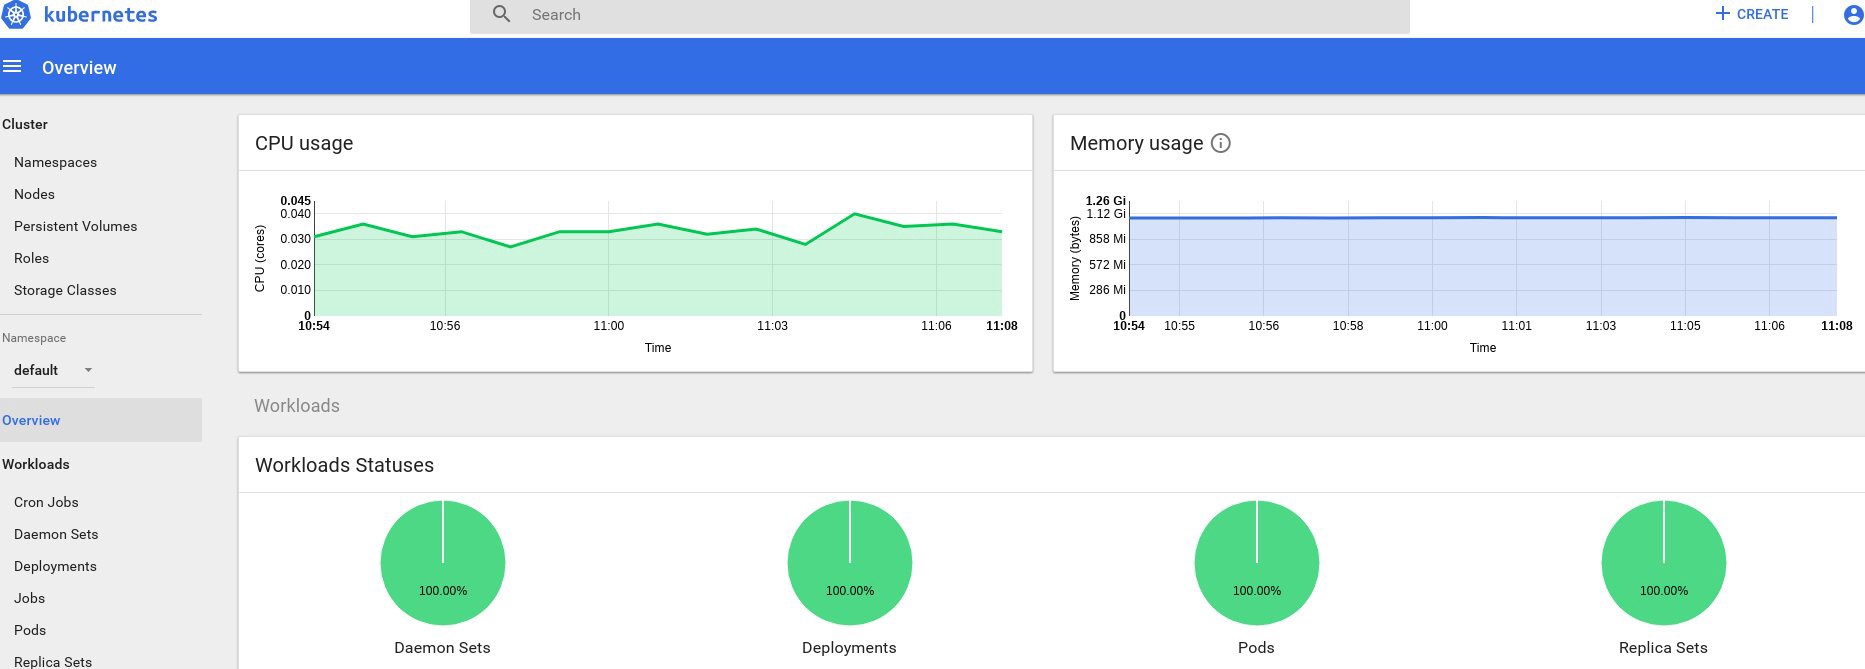 kubernetes
Search
CREATE
Overview
Cluster
Namespaces
Nodes
Persistent Volumes
Roles
Storage Classes
Namespace
default
Overview
Workloads
Cron Jobs
Daemon Sets
Deployments
Jobs
Pods
Replica Sets
CPU usage
CPU (cores)
0.045
0.040
0.030
0.020
0.010
0
10:54 10:56 11:00 11:03 11:06 11:08
Time
Memory usage
Memory (bytes)
1.26 Gi
1.12 Gi
858 Mi
572 Mi
286 Mi
0
10:54 10:55 10:56 10:58 11:00 11:01 11:03 11:05 11:06 11:08
Time
Workloads
Workloads Statuses
100.00% 100.00% 100.00% 100.00%
Daemon Sets Deployments Pods Replica Sets